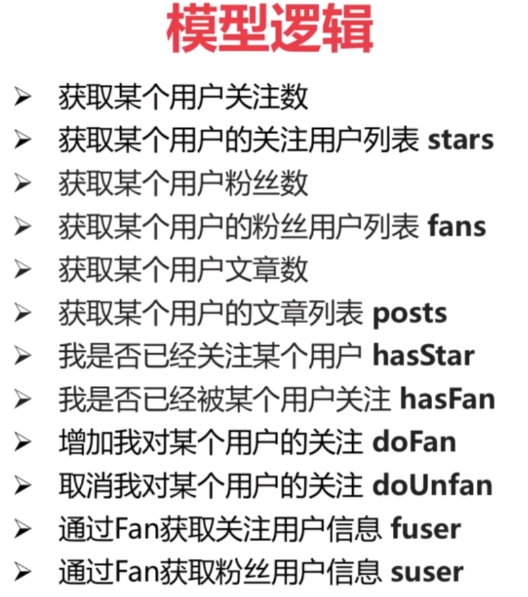 模型逻辑
➢ 获取某个用户关注数
➢ 获取某个用户的关注用户列表 stars
➢ 获取某个用户粉丝数
➢ 获取某个用户的粉丝用户列表 fans
➢ 获取某个用户文章数
➢ 获取某个用户的文章列表 posts
➢ 我是否已经关注某个用户 hasStar
➢ 我是否已经被某个用户关注 hasFan
➢ 增加我对某个用户的关注 doFan
➢ 取消我对某个用户的关注 doUnfan
➢ 通过Fan获取关注用户信息 fuser
➢ 通过Fan获取粉丝用户信息 suser